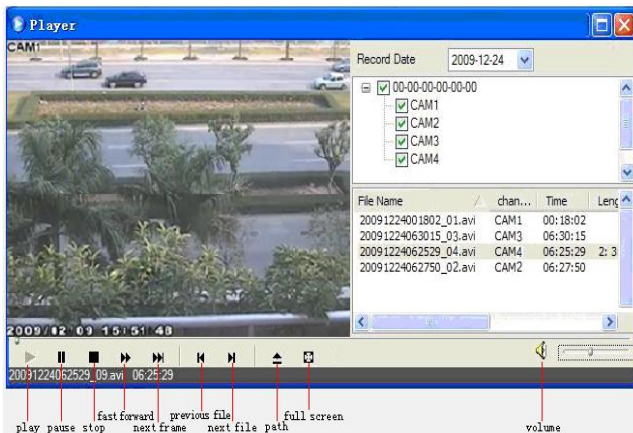 Player
CAM1
Record Date 2009-12-24
00-00-00-00-00-00
CAM1
CAM2
CAM3
CAM4
File Name chan... Time Leng
20091224001802_01.avi CAM1 00:18:02
20091224063015_03.avi CAM3 06:30:15
20091224062529_04.avi CAM4 06:25:29 2: 3
20091224062750_02.avi CAM2 06:27:50
2009/02/09 15:51:48
20091224062529_09.avi 06:25:29
fast forward previous file full screen
play pause stop next frame next file path volume